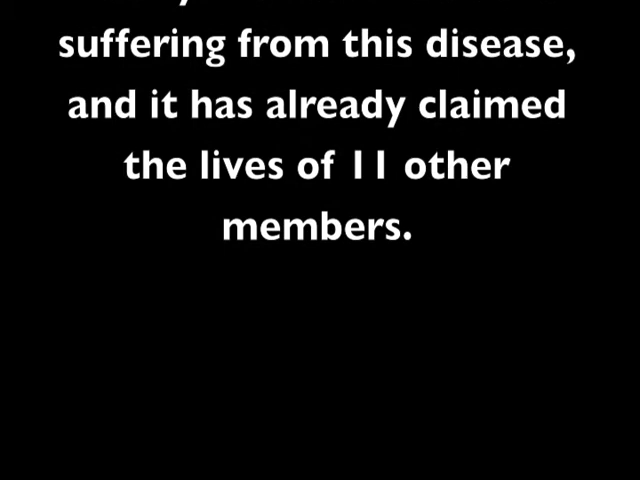 suffering from this disease,
and it has already claimed
the lives of 11 other
members.